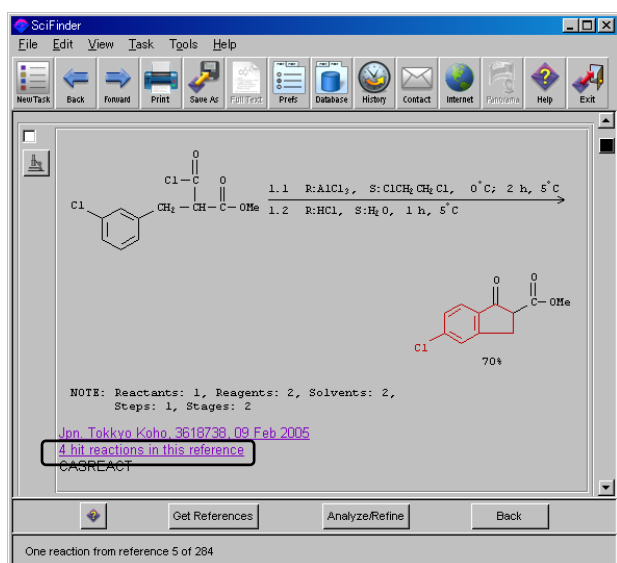 SciFinder
File Edit View Task Tools Help
New Task Back Forward Print Save As Full Text Prefs Database History Contact Internet Panorama Help Exit
O
Cl—C O
Cl CH₂—CH—C—OMe
1.1 R:AlCl₃, S:ClCH₂CH₂Cl, 0°C; 2 h, 5°C
1.2 R:HCl, S:H₂O, 1 h, 5°C
O O
C—OMe
Cl
70%
NOTE: Reactants: 1, Reagents: 2, Solvents: 2,
Steps: 1, Stages: 2
Jpn. Tokkyo Koho, 3618738, 09 Feb 2005
4 hit reactions in this reference
CASREACT
Get References Analyze/Refine Back
One reaction from reference 5 of 284